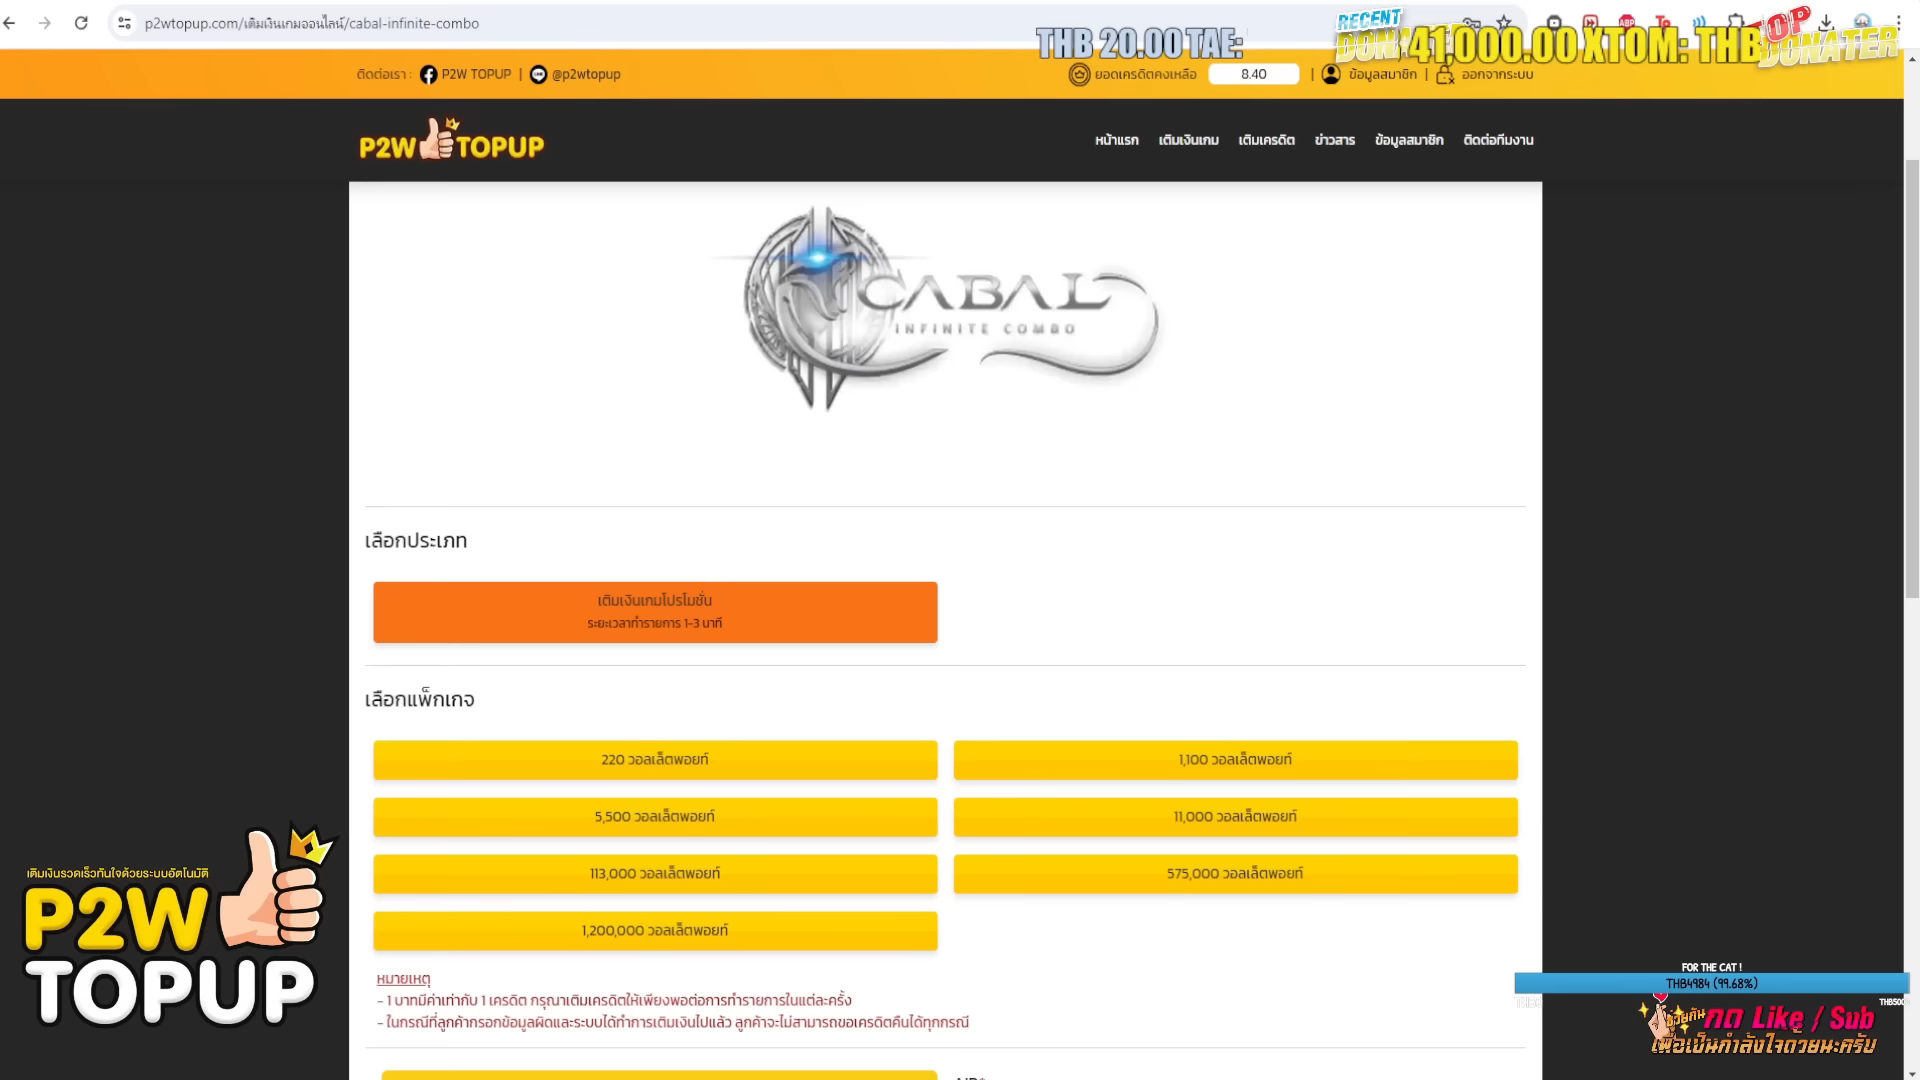 p2wtopup.com/เติมเงินเกมออนไลน์/cabal-infinite-combo
THB 20.00 TAE:
RECENT
41,000.00 XTOM: THB
TOP
DONATER
ติดต่อเรา : P2W TOPUP | @p2wtopup
ยอดเครดิตคงเหลือ 8.40 | ข้อมูลสมาชิก | ออกจากระบบ
P2W TOPUP
หน้าแรก เติมเงินเกม เติมเครดิต ข่าวสาร ข้อมูลสมาชิก ติดต่อทีมงาน
CABAL
INFINITE COMBO
เลือกประเภท
เติมเงินเกมโปรโมชั่น
ระยะเวลาทำรายการ 1-3 นาที
เลือกแพ็กเกจ
220 วอลเล็ตพอยท์
1,100 วอลเล็ตพอยท์
5,500 วอลเล็ตพอยท์
11,000 วอลเล็ตพอยท์
113,000 วอลเล็ตพอยท์
575,000 วอลเล็ตพอยท์
1,200,000 วอลเล็ตพอยท์
หมายเหตุ
- 1 บาทมีค่าเท่ากับ 1 เครดิต กรุณาเติมเครดิตให้เพียงพอต่อการทำรายการในแต่ละครั้ง
- ในกรณีที่ลูกค้ากรอกข้อมูลผิดและระบบได้ทำการเติมเงินไปแล้ว ลูกค้าจะไม่สามารถขอเครดิตคืนได้ทุกกรณี
เติมเงินรวดเร็วทันใจด้วยระบบอัตโนมัติ
P2W
TOPUP
FOR THE CAT !
THB4984 (99.68%)
ช่วยกัน กด Like / Sub
เพื่อเป็นกำลังใจด้วยนะครับ